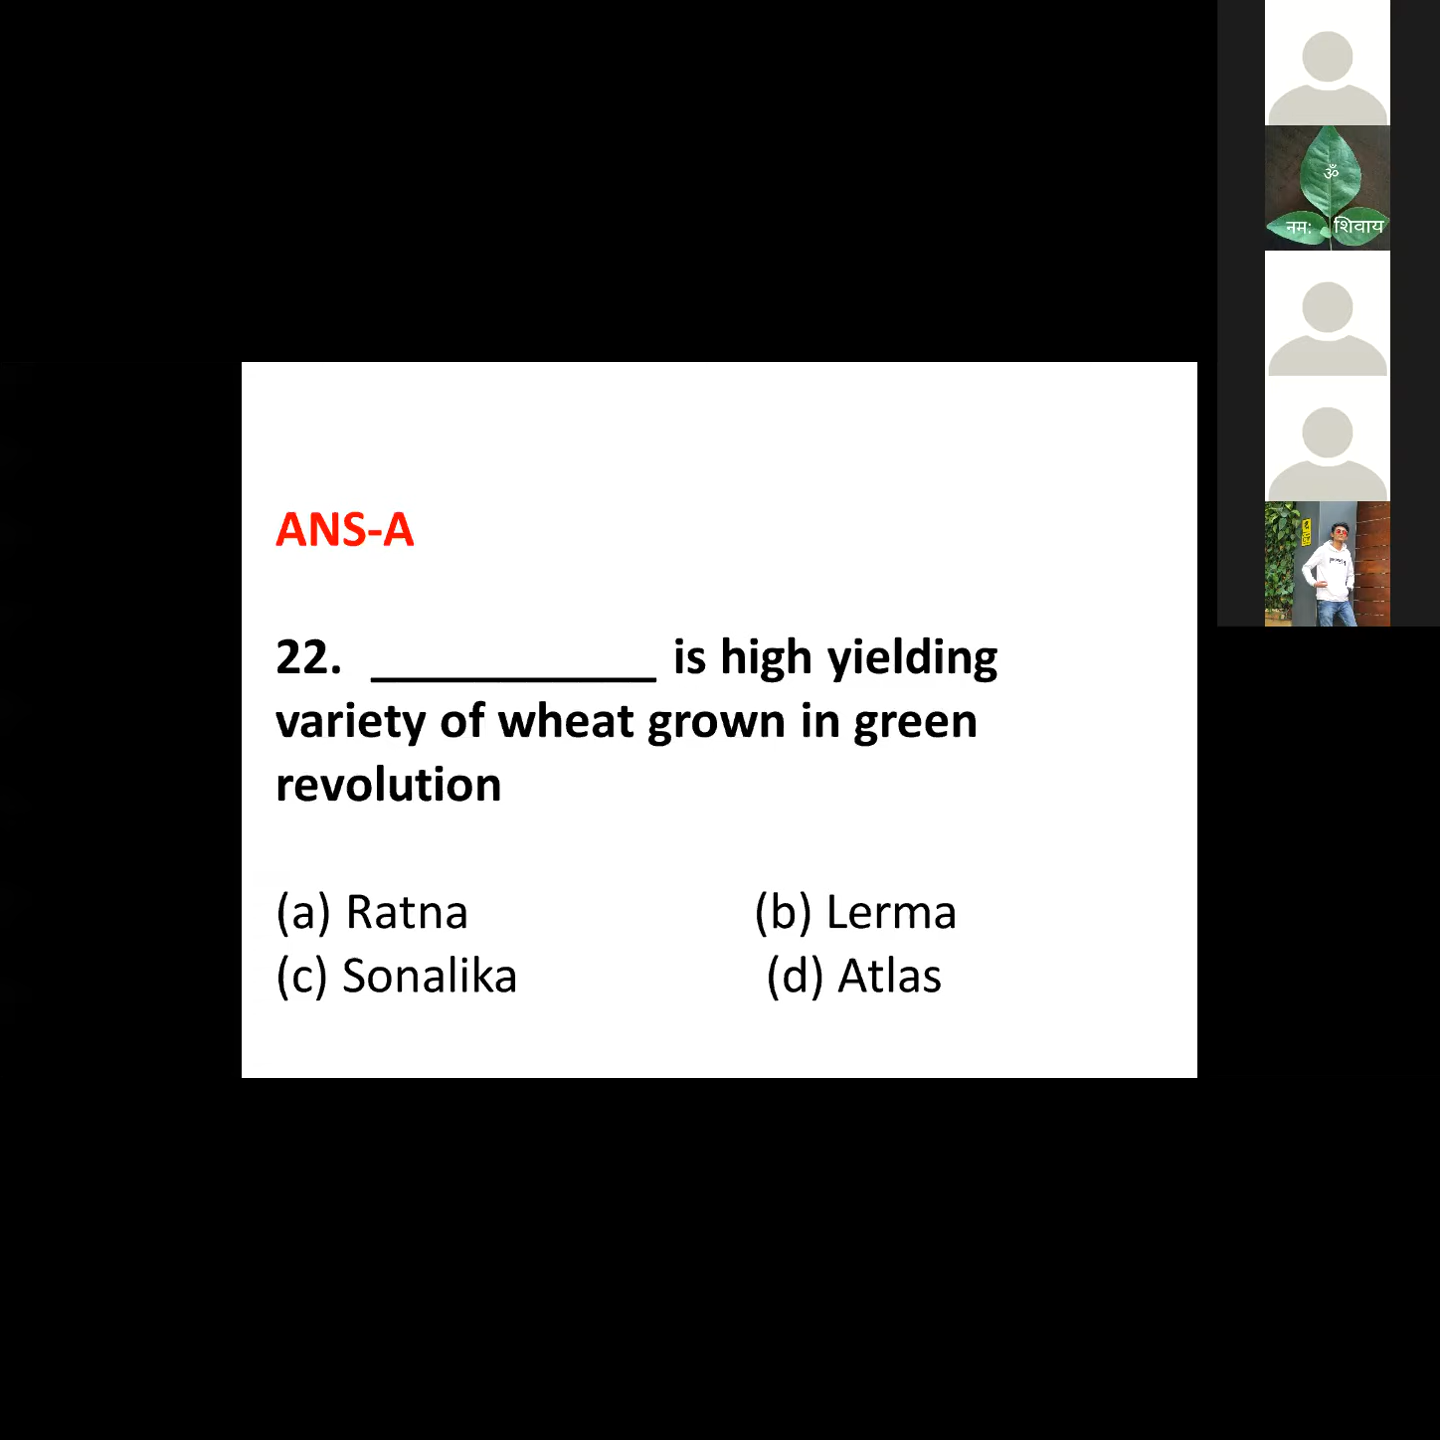 ANS-A
22. ____________ is high yielding
variety of wheat grown in green
revolution
(a) Ratna (b) Lerma
(c) Sonalika (d) Atlas
ॐ
नमः शिवाय